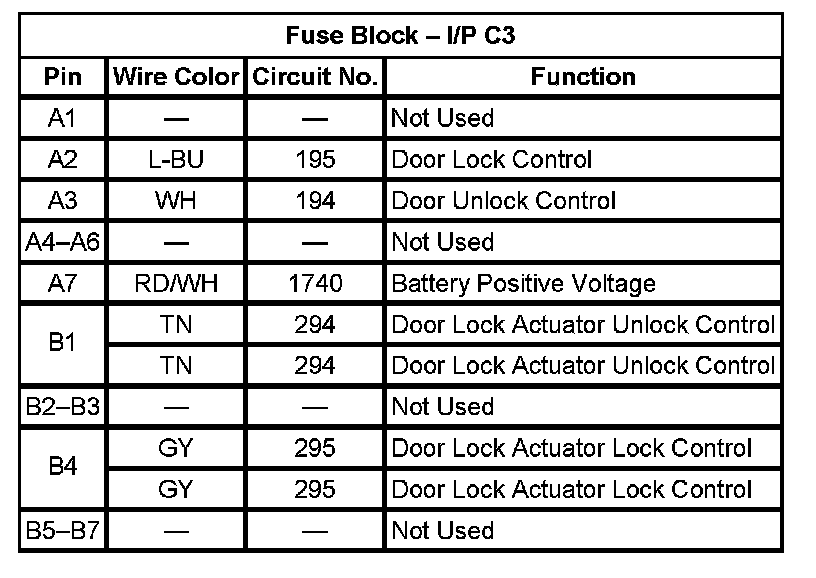 Fuse Block – I/P C3
Pin Wire Color Circuit No. Function
A1 — — Not Used
A2 L-BU 195 Door Lock Control
A3 WH 194 Door Unlock Control
A4–A6 — — Not Used
A7 RD/WH 1740 Battery Positive Voltage
B1 TN 294 Door Lock Actuator Unlock Control
TN 294 Door Lock Actuator Unlock Control
B2–B3 — — Not Used
B4 GY 295 Door Lock Actuator Lock Control
GY 295 Door Lock Actuator Lock Control
B5–B7 — — Not Used